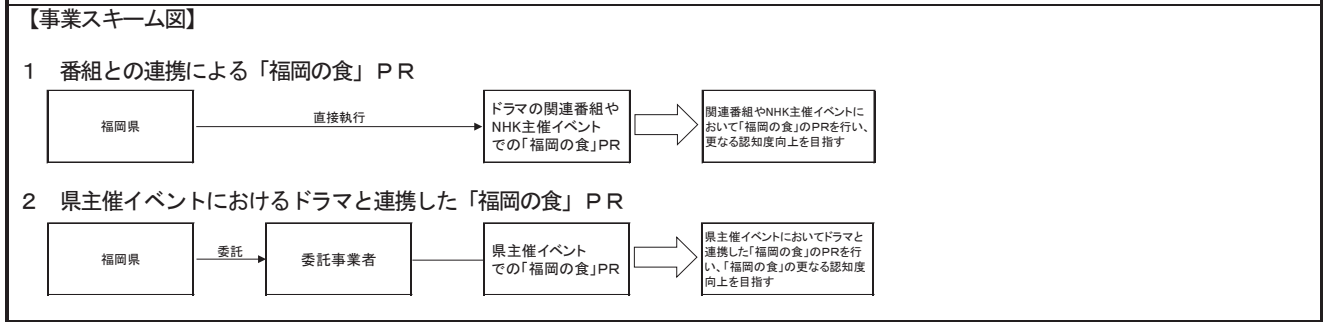 【事業スキーム図】
１　番組との連携による「福岡の食」ＰＲ
福岡県
直接執行
ドラマの関連番組や
NHK主催イベント
での「福岡の食」PR
関連番組やNHK主催イベントに
おいて「福岡の食」のPRを行い、
更なる認知度向上を目指す
２　県主催イベントにおけるドラマと連携した「福岡の食」ＰＲ
福岡県
委託
委託事業者
県主催イベント
での「福岡の食」PR
県主催イベントにおいてドラマと
連携した「福岡の食」のPRを行
い、「福岡の食」の更なる認知度
向上を目指す